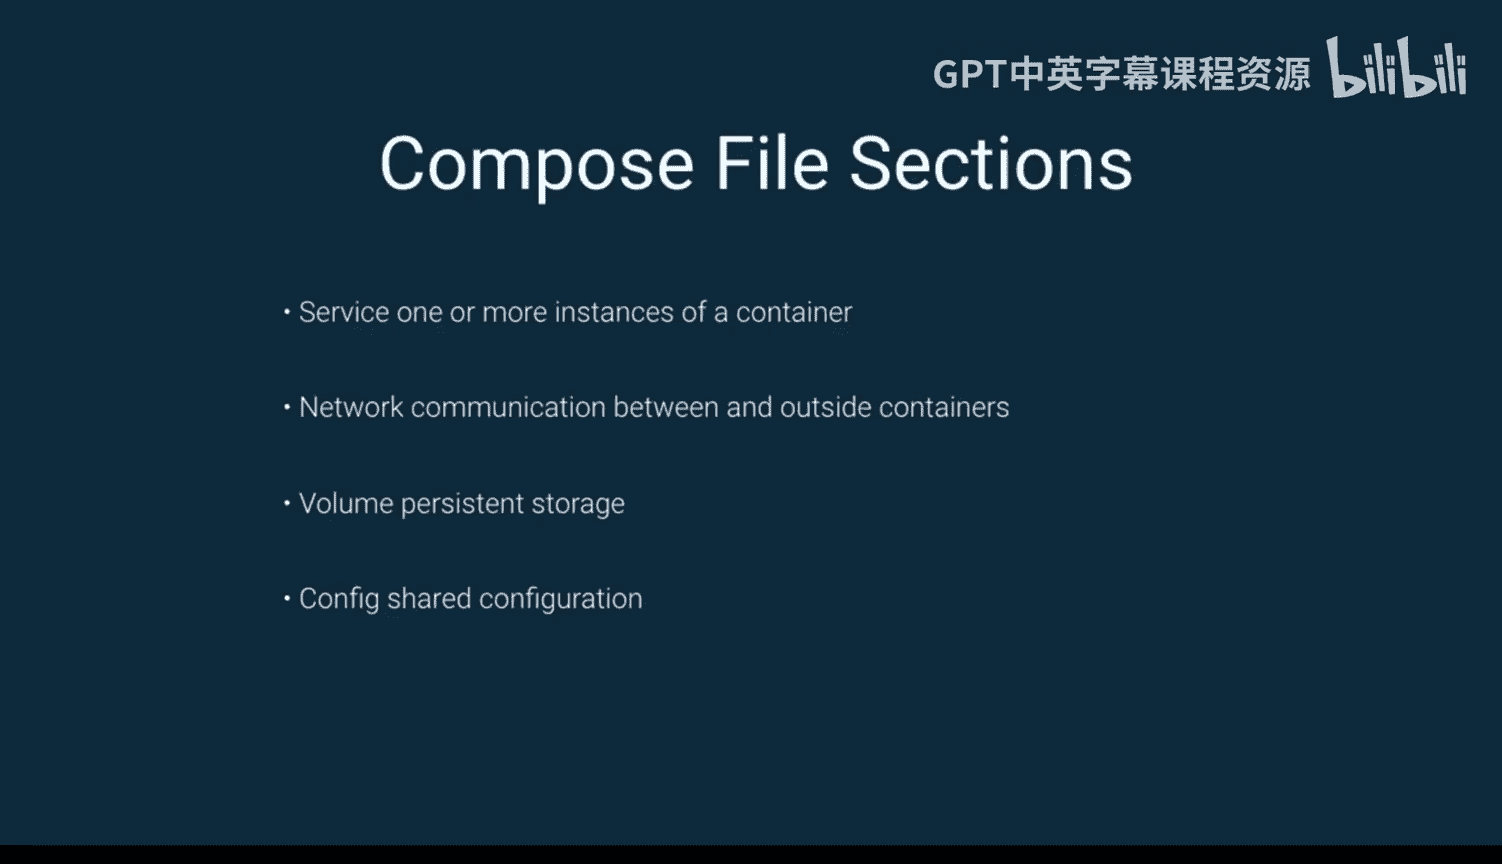 GPT中英字幕课程资源 bilibili
Compose File Sections
• Service one or more instances of a container
• Network communication between and outside containers
• Volume persistent storage
• Config shared configuration